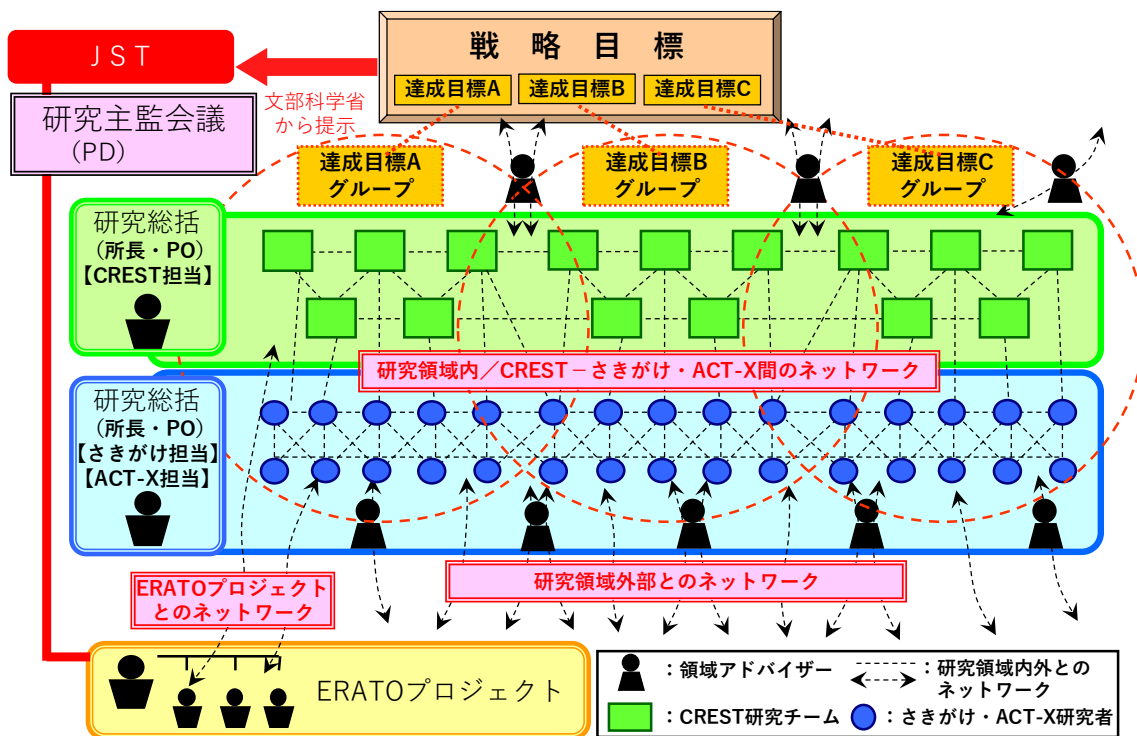 戦略目標
達成目標A
達成目標B
達成目標C
JST
文部科学省
から提示
研究主監会議
(PD)
達成目標A
グループ
達成目標B
グループ
達成目標C
グループ
研究総括
(所長・PO)
【CREST担当】
研究領域内／CREST－さきがけ・ACT-X間のネットワーク
研究総括
(所長・PO)
【さきがけ担当】
【ACT-X担当】
ERATOプロジェクト
とのネットワーク
研究領域外部とのネットワーク
ERATOプロジェクト
：領域アドバイザー
：研究領域内外との
ネットワーク
：CREST研究チーム
：さきがけ・ACT-X研究者